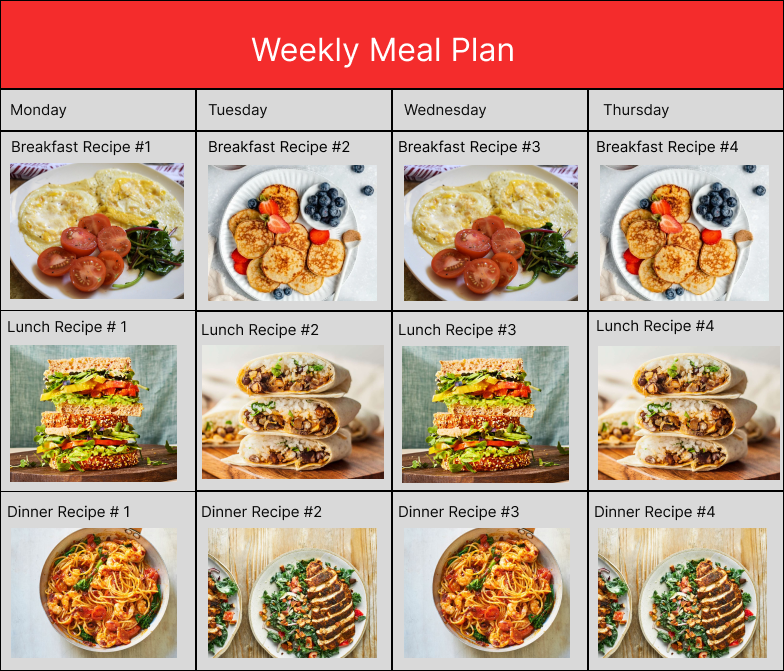 Weekly Meal Plan
Monday
Tuesday
Wednesday
Thursday
Breakfast Recipe #1
Breakfast Recipe #2
Breakfast Recipe #3
Breakfast Recipe #4
Lunch Recipe # 1
Lunch Recipe #2
Lunch Recipe #3
Lunch Recipe #4
Dinner Recipe # 1
Dinner Recipe #2
Dinner Recipe #3
Dinner Recipe #4